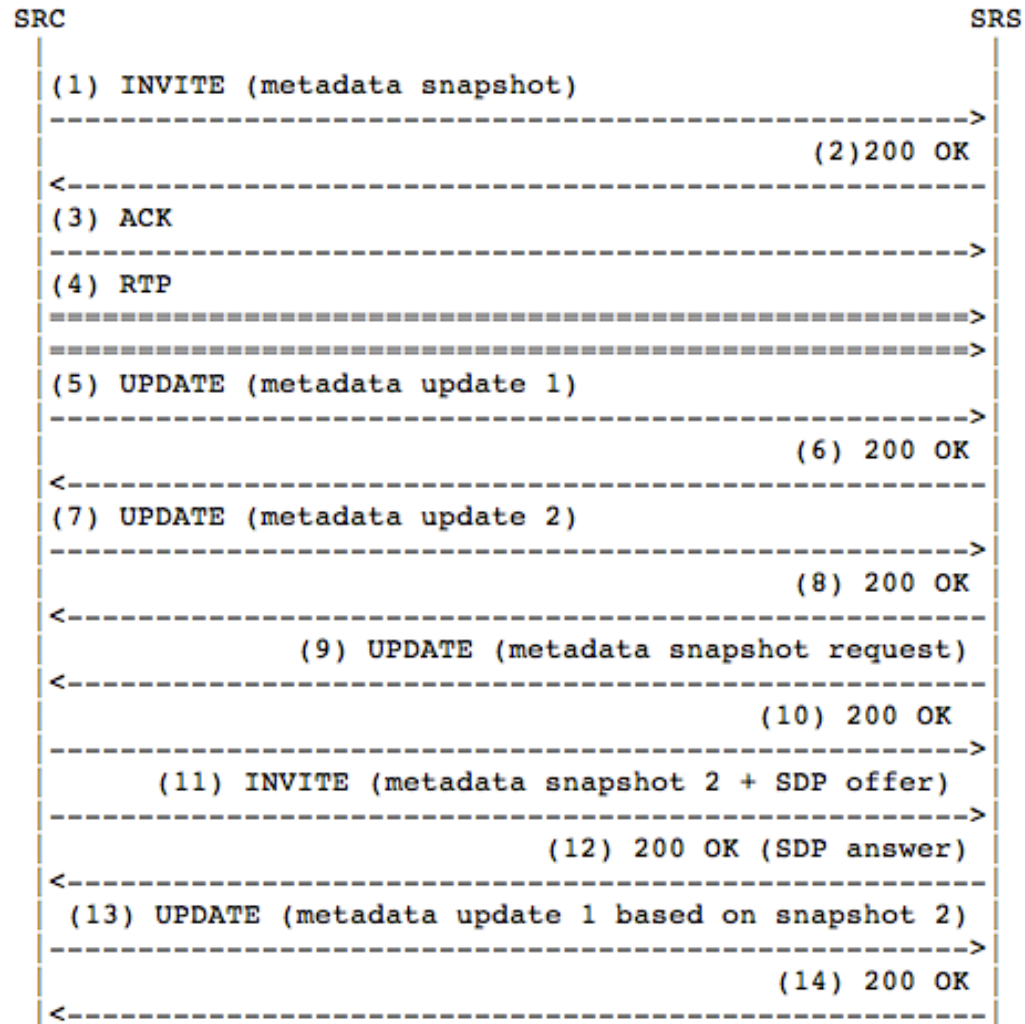 SRC SRS
(1) INVITE (metadata snapshot)
(2)200 OK
(3) ACK
(4) RTP
(5) UPDATE (metadata update 1)
(6) 200 OK
(7) UPDATE (metadata update 2)
(8) 200 OK
(9) UPDATE (metadata snapshot request)
(10) 200 OK
(11) INVITE (metadata snapshot 2 + SDP offer)
(12) 200 OK (SDP answer)
(13) UPDATE (metadata update 1 based on snapshot 2)
(14) 200 OK